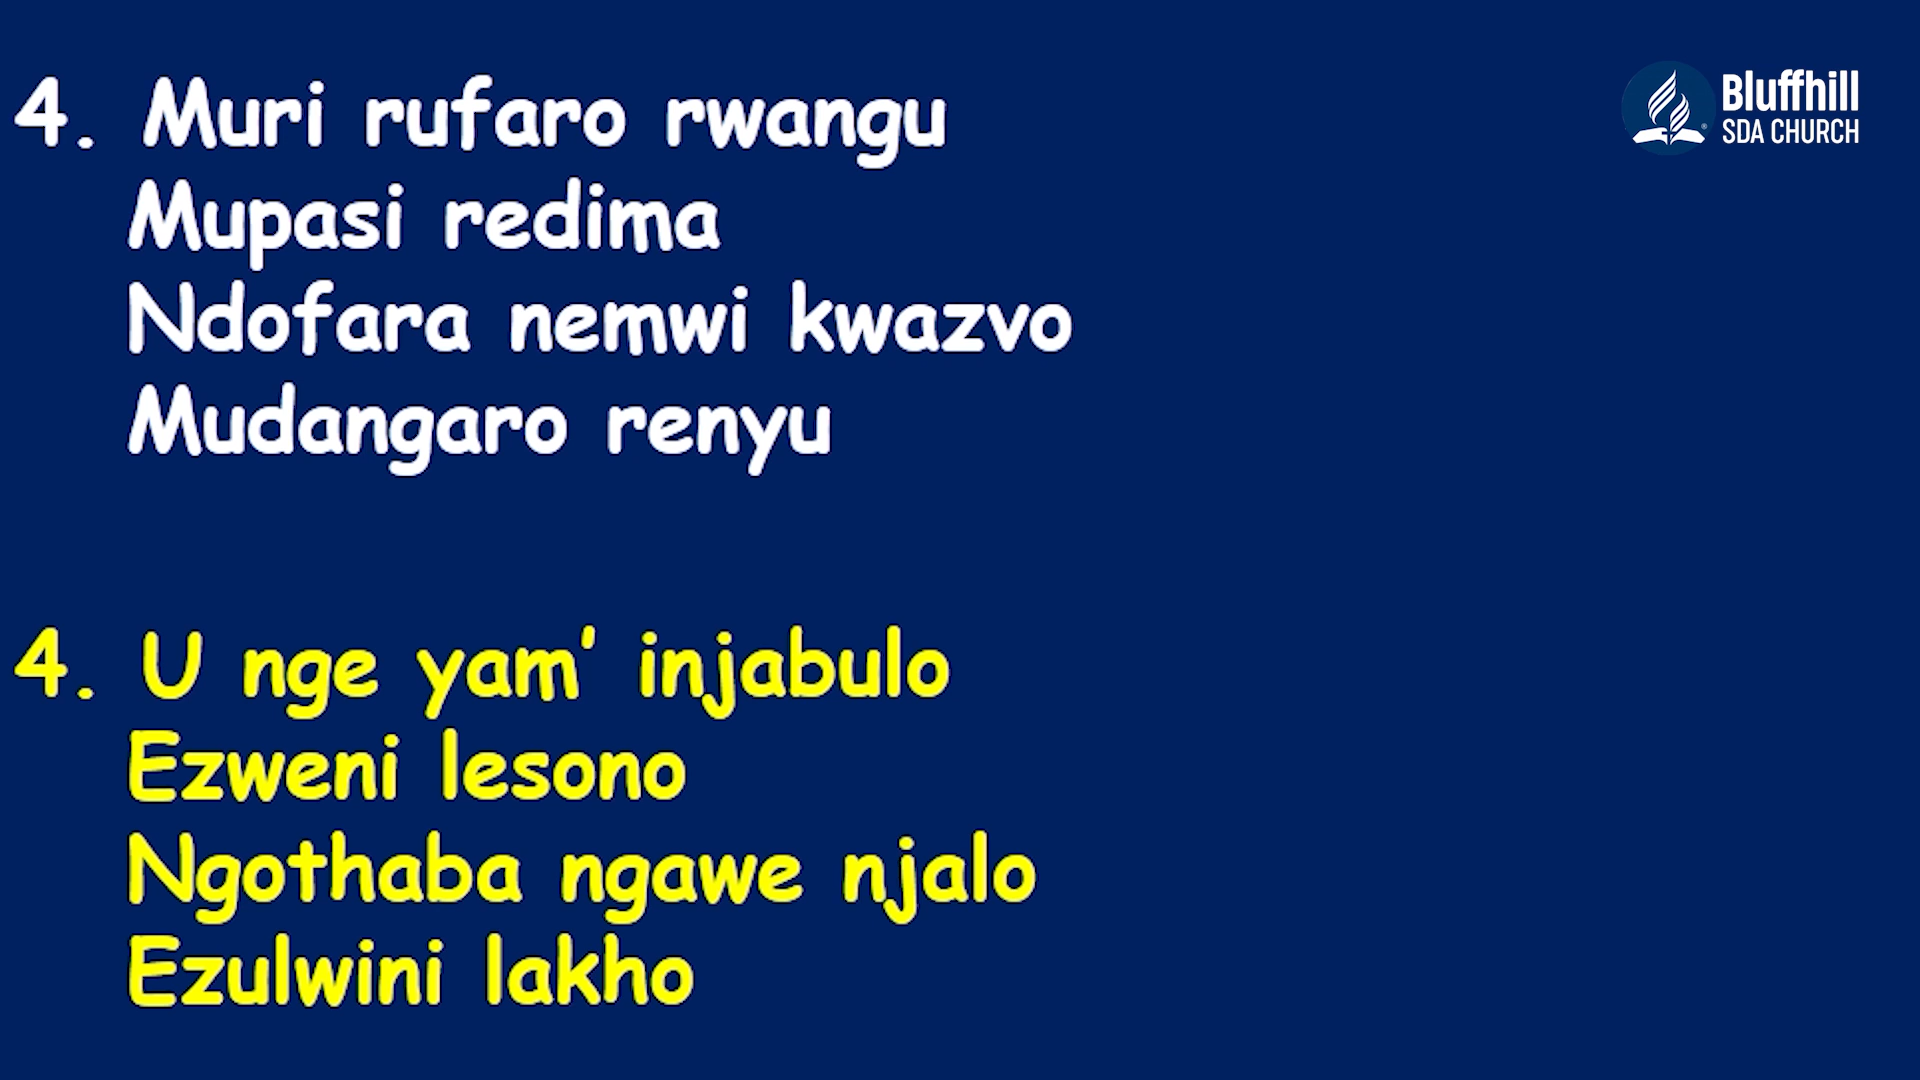 4. Muri rufaro rwangu
Mupasi redima
Ndofara nemwi kwazvo
Mudangaro renyu
4. U nge yam’ injabulo
Ezweni lesono
Ngothaba ngawe njalo
Ezulwini lakho
Bluffhill
SDA CHURCH